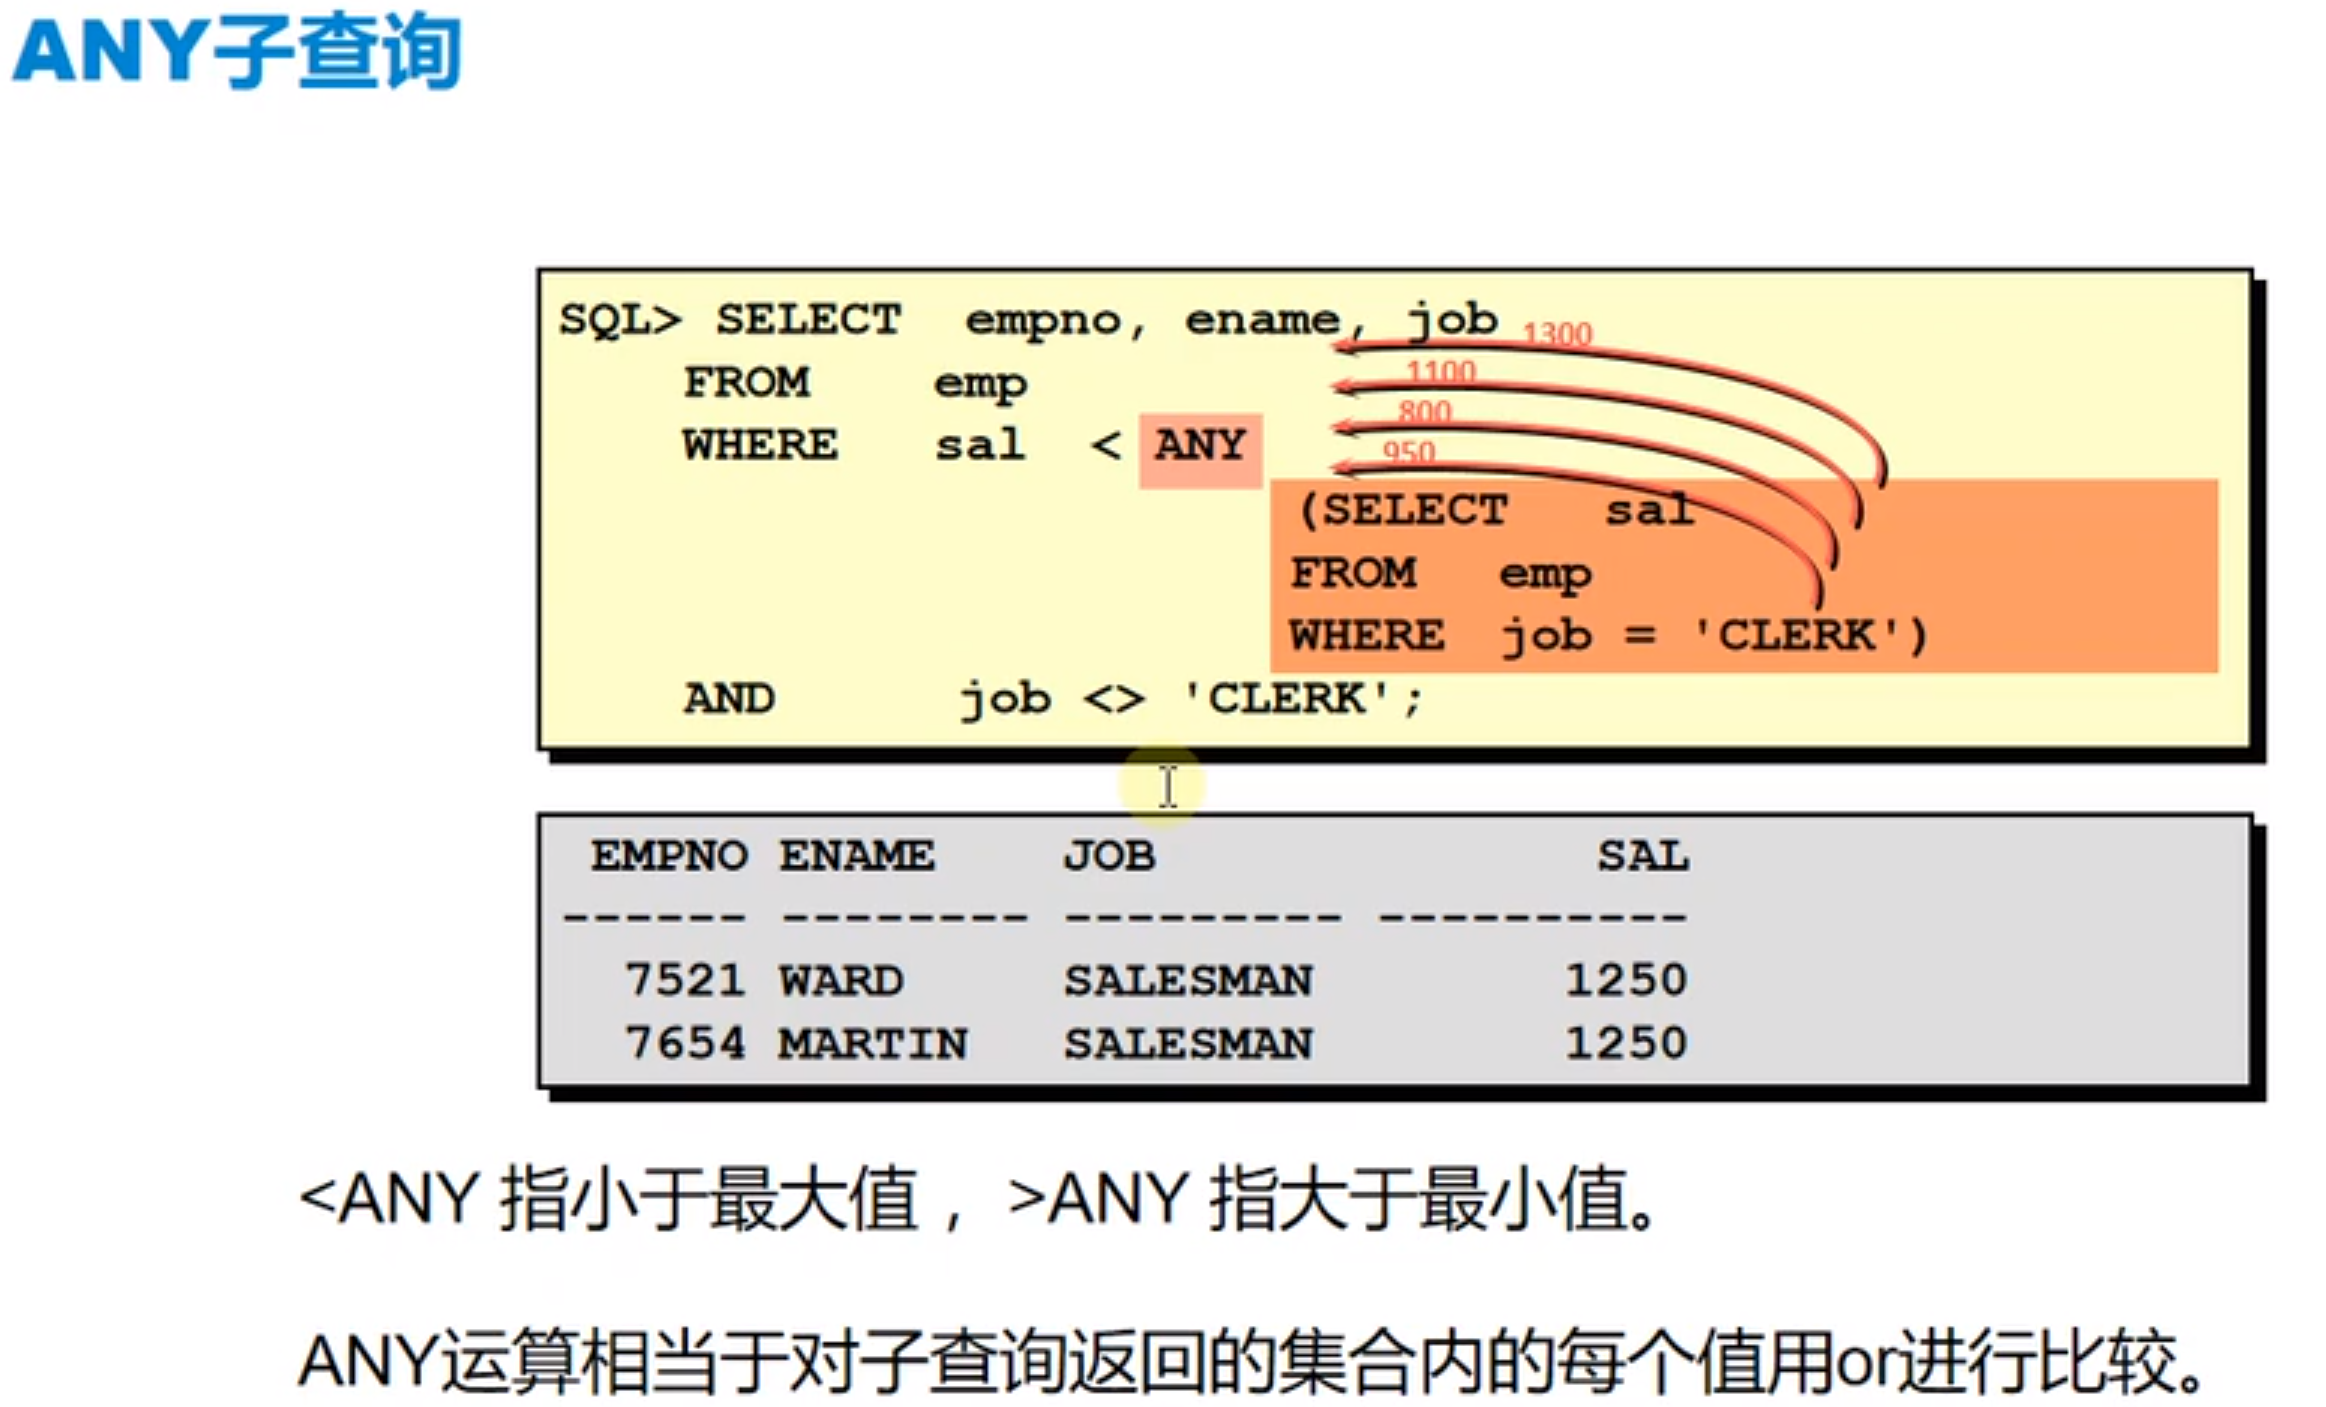 ANY子查询
SQL> SELECT empno, ename, job
1300
FROM emp
1100
800
WHERE sal < ANY
950
(SELECT sal
FROM emp
WHERE job = 'CLERK')
AND job <> 'CLERK';
EMPNO ENAME JOB SAL
------ -------- --------- ----------
7521 WARD SALESMAN 1250
7654 MARTIN SALESMAN 1250
<ANY 指小于最大值， >ANY 指大于最小值。
ANY运算相当于对子查询返回的集合内的每个值用or进行比较。